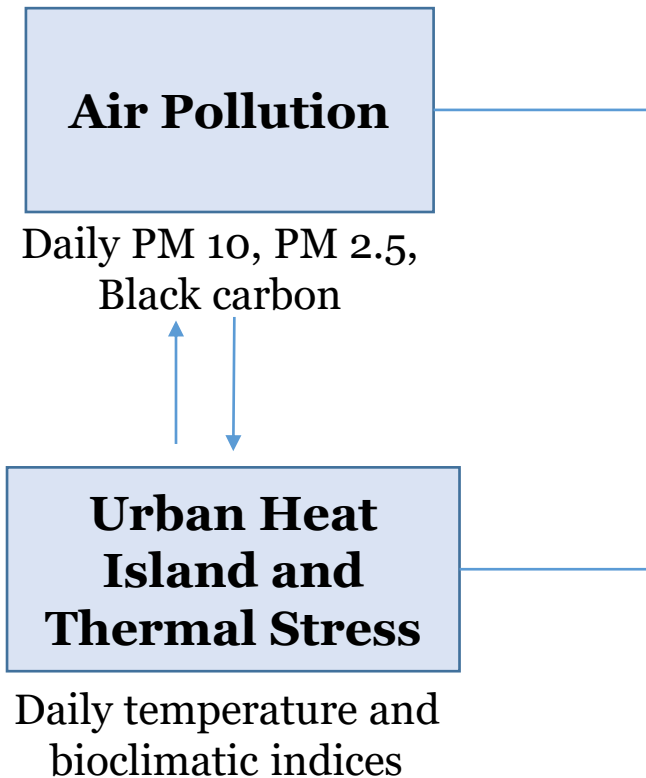 Air Pollution
Daily PM 10, PM 2.5,
Black carbon
Urban Heat
Island and
Thermal Stress
Daily temperature and
bioclimatic indices